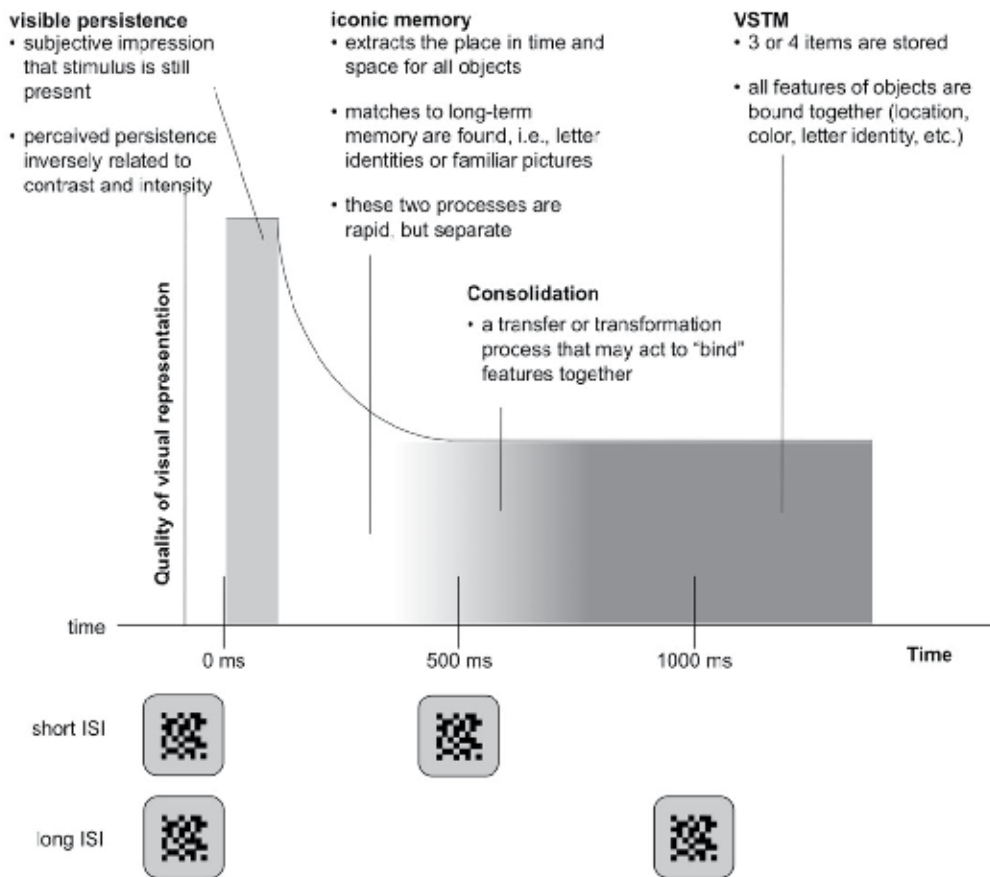 visible persistence
• subjective impression
that stimulus is still
present
• perceived persistence
inversely related to
contrast and intensity
iconic memory
• extracts the place in time and
space for all objects
• matches to long-term
memory are found, i.e., letter
identities or familiar pictures
• these two processes are
rapid, but separate
VSTM
• 3 or 4 items are stored
• all features of objects are
bound together (location,
color, letter identity, etc.)
Consolidation
• a transfer or transformation
process that may act to “bind”
features together
Quality of visual representation
time
0 ms
500 ms
1000 ms
Time
short ISI
long ISI